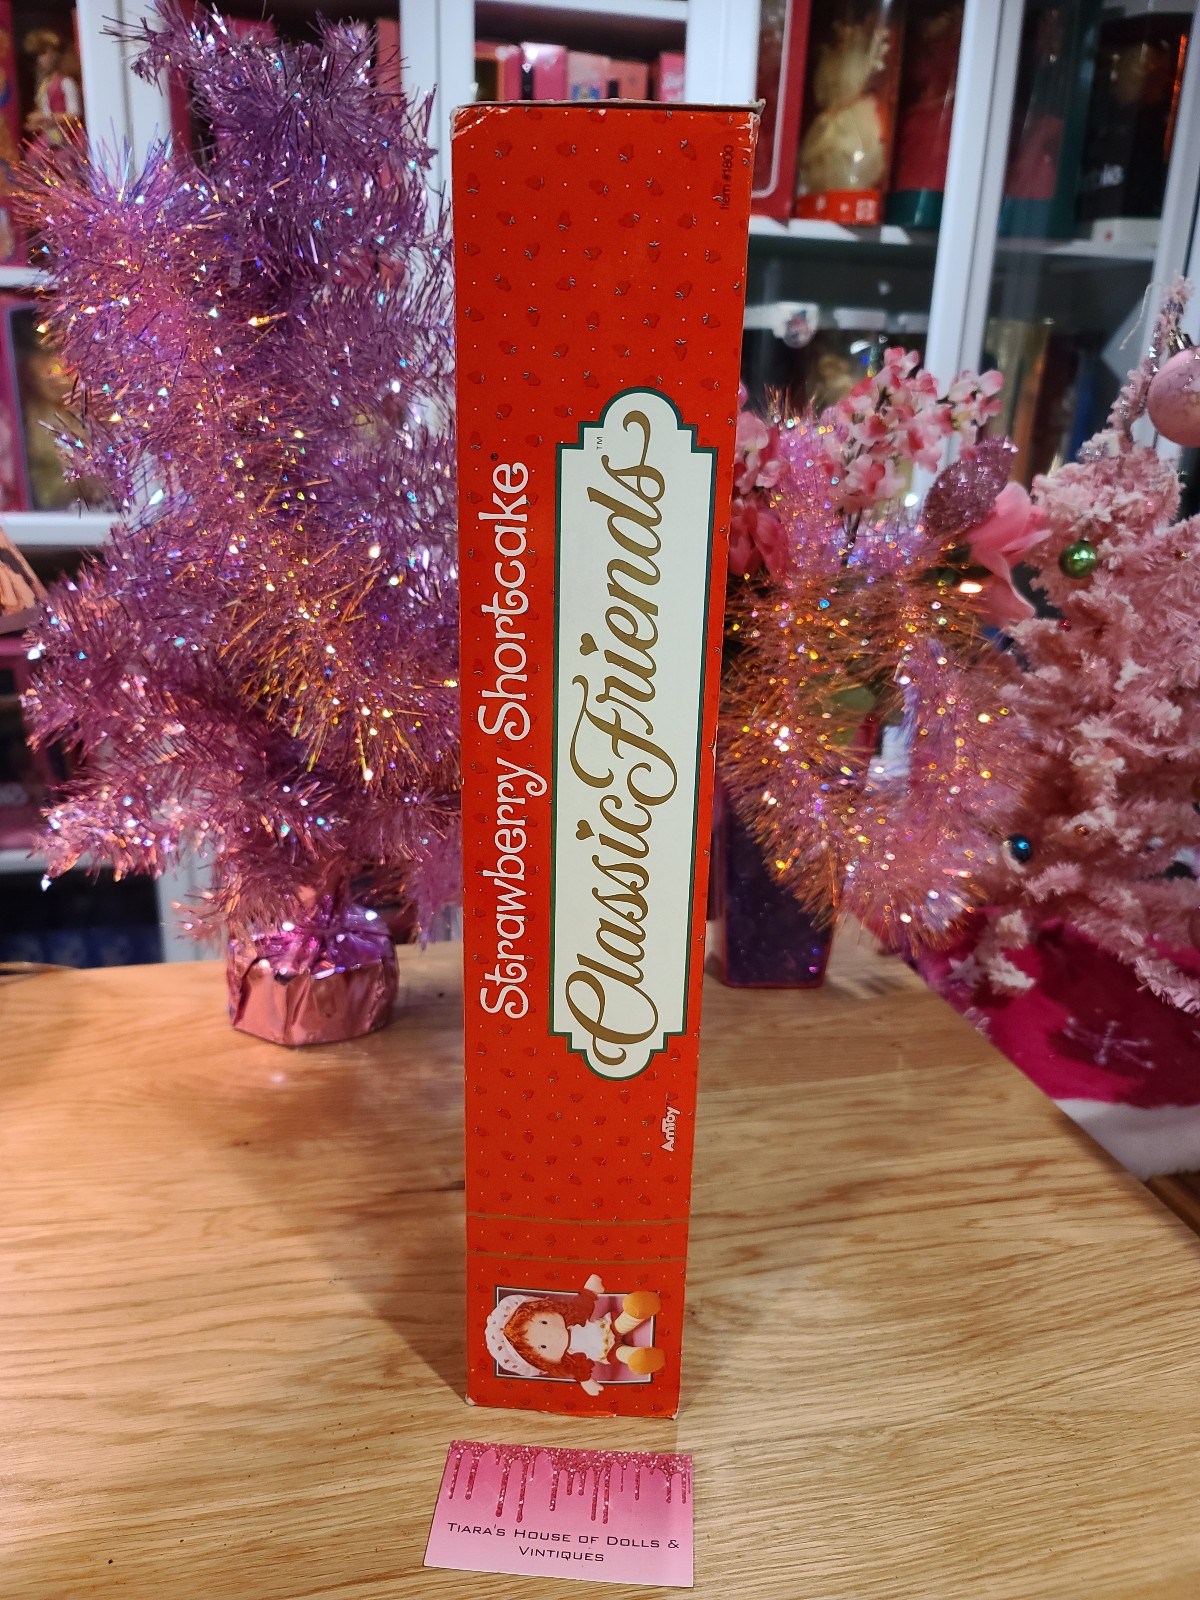 Item #1800
Strawberry Shortcake®
Classic Friends™
AmToy
Tiara's House of Dolls &
Vintiques